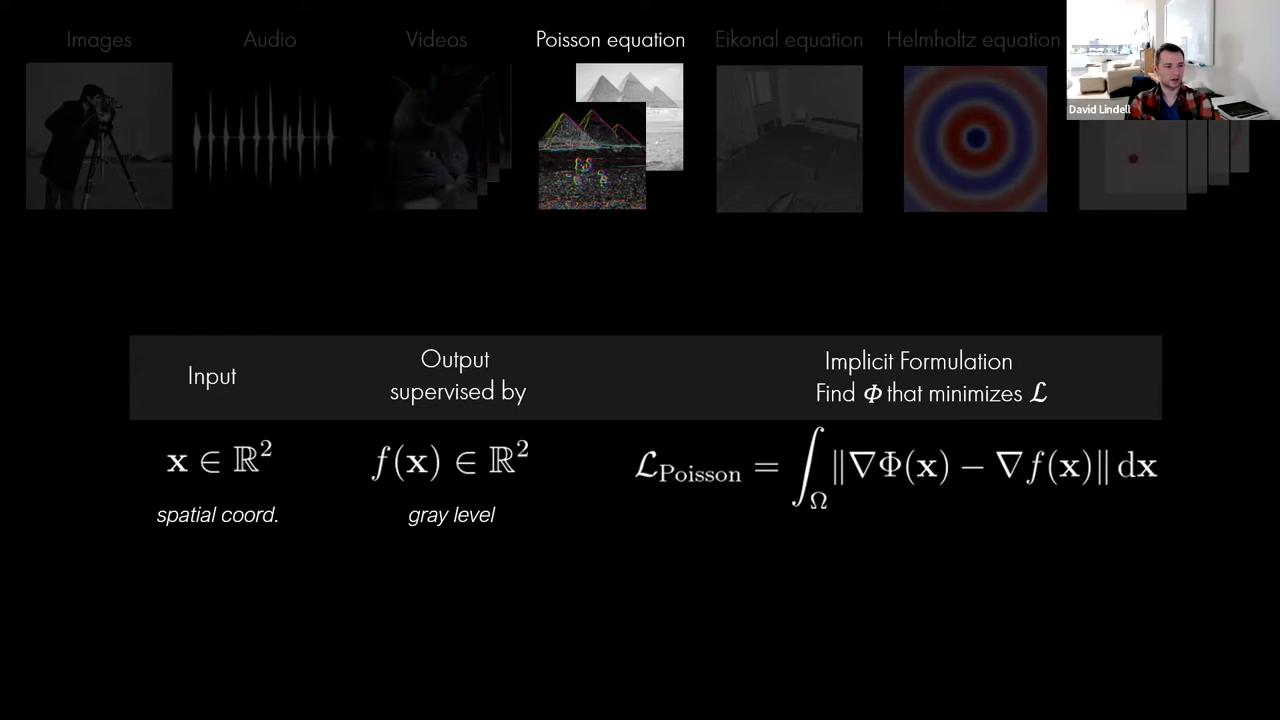 Images
Audio
Videos
Poisson equation
Eikonal equation
Helmholtz equation
David Lindell
Input
Output
supervised by
Implicit Formulation
Find Φ that minimizes ℒ
x ∈ ℝ²
f(x) ∈ ℝ²
ℒ_Poisson = ∫_Ω ‖∇Φ(x) − ∇f(x)‖ dx
spatial coord.
gray level